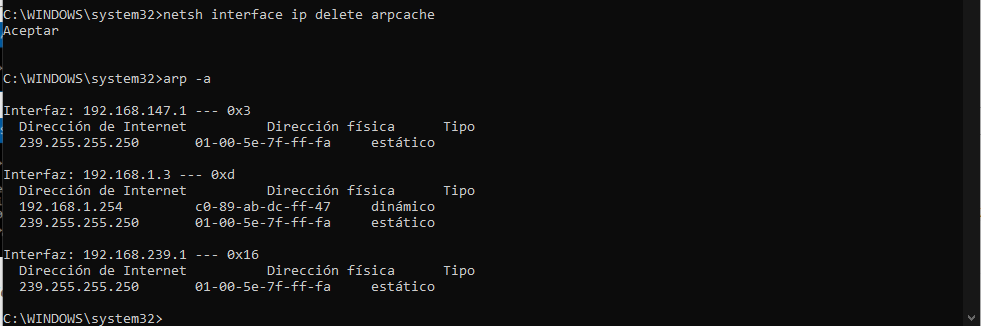 C:\WINDOWS\system32>netsh interface ip delete arpcache
Aceptar
C:\WINDOWS\system32>arp -a
Interfaz: 192.168.147.1 --- 0x3
Dirección de Internet Dirección física Tipo
239.255.255.250 01-00-5e-7f-ff-fa estático
Interfaz: 192.168.1.3 --- 0xd
Dirección de Internet Dirección física Tipo
192.168.1.254 c0-89-ab-dc-ff-47 dinámico
239.255.255.250 01-00-5e-7f-ff-fa estático
Interfaz: 192.168.239.1 --- 0x16
Dirección de Internet Dirección física Tipo
239.255.255.250 01-00-5e-7f-ff-fa estático
C:\WINDOWS\system32>